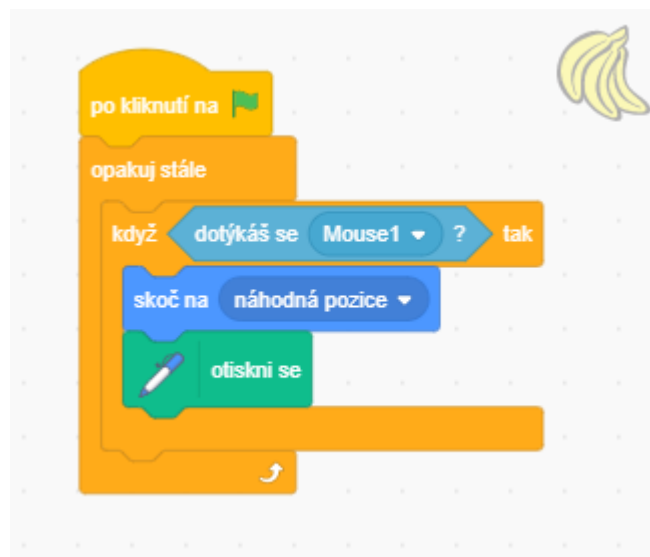 po kliknutí na
opakuj stále
když dotýkáš se Mouse1 ? tak
skoč na náhodná pozice
otiskni se